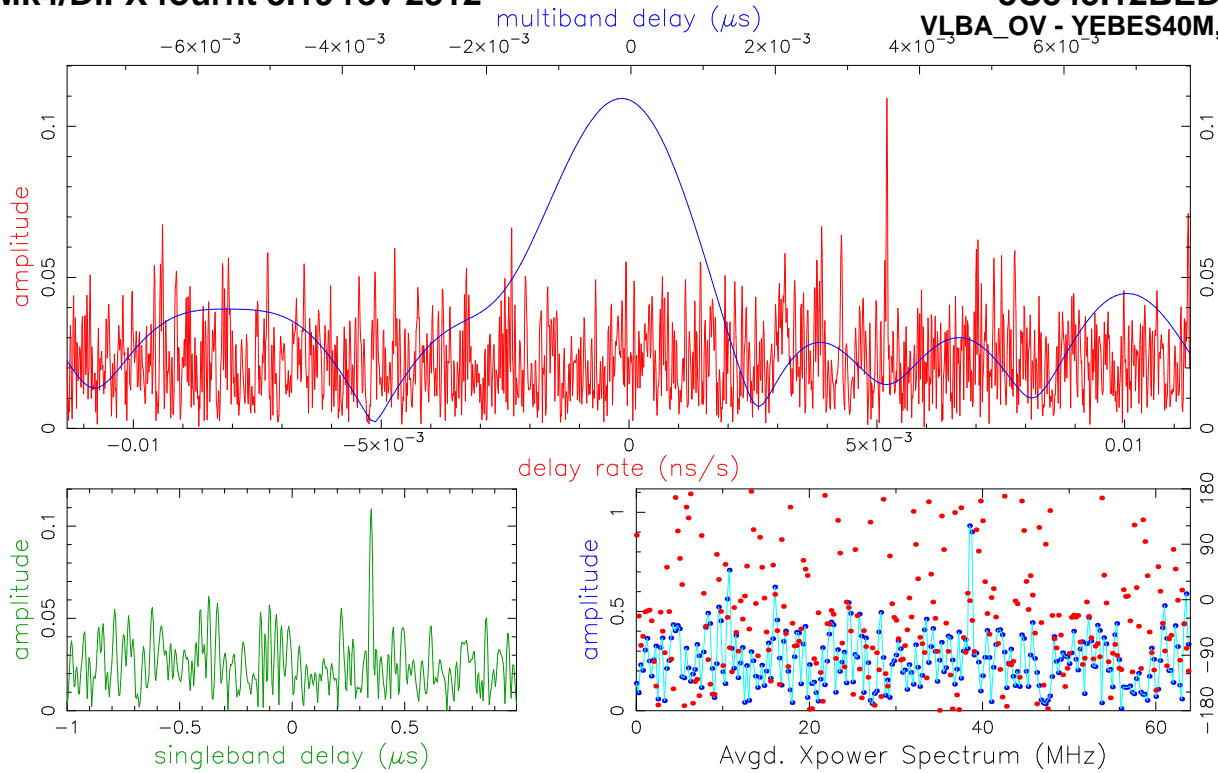 multiband delay (μs)
VLBA_OV - YEBES40M,
−6×10⁻³ −4×10⁻³ −2×10⁻³ 0 2×10⁻³ 4×10⁻³ 6×10⁻³
amplitude
0 0.05 0.1
0 0.05 0.1
−0.01 −5×10⁻³ 0 5×10⁻³ 0.01
delay rate (ns/s)
amplitude
0 0.05 0.1
−1 −0.5 0 0.5
singleband delay (μs)
amplitude
0 0.5 1
−180 −90 0 90 180
0 20 40 60
Avgd. Xpower Spectrum (MHz)